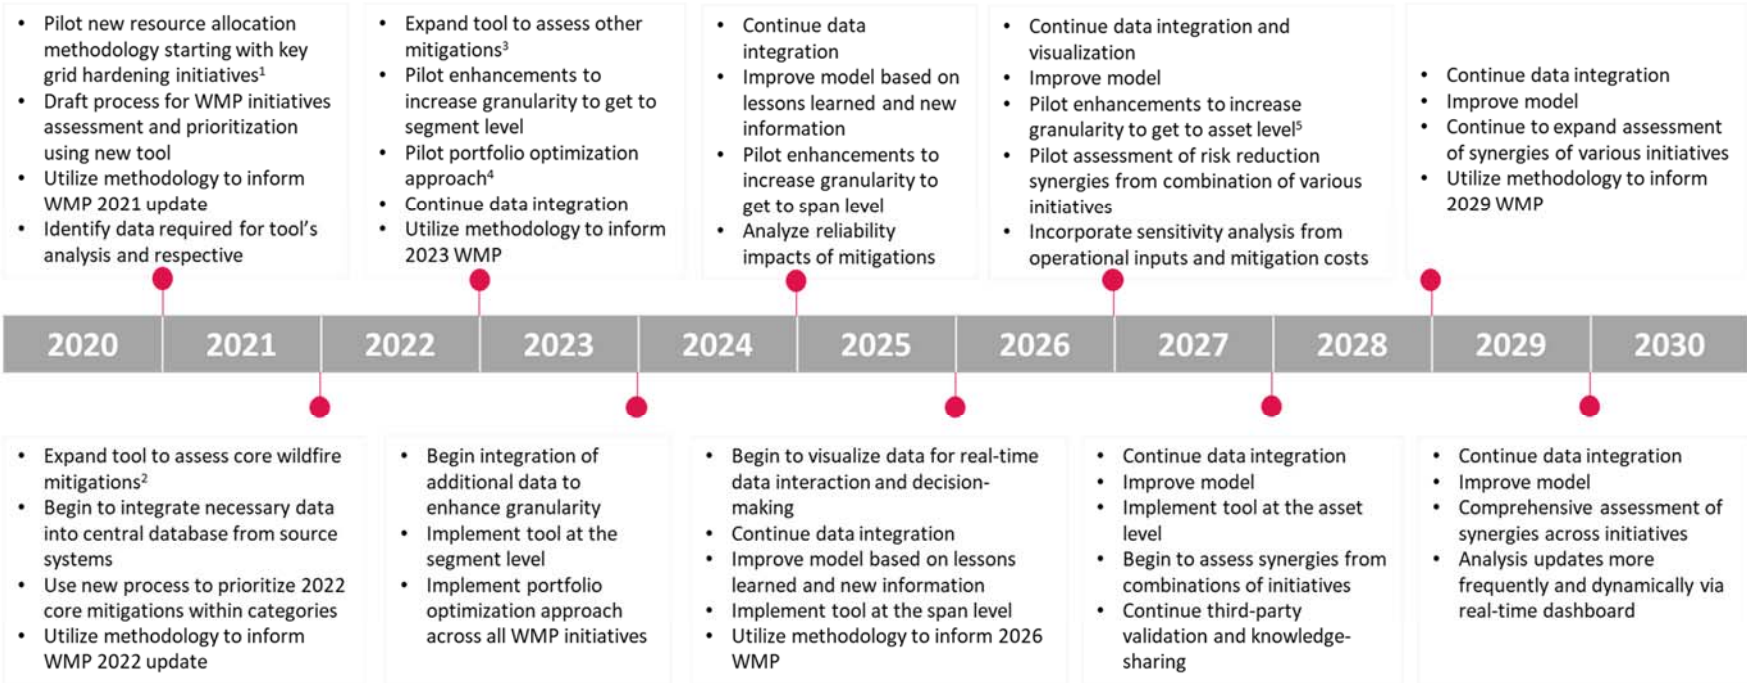 • Pilot new resource allocation
methodology starting with key
grid hardening initiatives¹
• Draft process for WMP initiatives
assessment and prioritization
using new tool
• Utilize methodology to inform
WMP 2021 update
• Identify data required for tool's
analysis and respective
• Expand tool to assess other
mitigations³
• Pilot enhancements to
increase granularity to get to
segment level
• Pilot portfolio optimization
approach⁴
• Continue data integration
• Utilize methodology to inform
2023 WMP
• Continue data
integration
• Improve model based on
lessons learned and new
information
• Pilot enhancements to
increase granularity to
get to span level
• Analyze reliability
impacts of mitigations
• Continue data integration and
visualization
• Improve model
• Pilot enhancements to increase
granularity to get to asset level⁵
• Pilot assessment of risk reduction
synergies from combination of various
initiatives
• Incorporate sensitivity analysis from
operational inputs and mitigation costs
• Continue data integration
• Improve model
• Continue to expand assessment
of synergies of various initiatives
• Utilize methodology to inform
2029 WMP
2020 2021 2022 2023 2024 2025 2026 2027 2028 2029 2030
• Expand tool to assess core wildfire
mitigations²
• Begin to integrate necessary data
into central database from source
systems
• Use new process to prioritize 2022
core mitigations within categories
• Utilize methodology to inform
WMP 2022 update
• Begin integration of
additional data to
enhance granularity
• Implement tool at the
segment level
• Implement portfolio
optimization approach
across all WMP initiatives
• Begin to visualize data for real-time
data interaction and decision-
making
• Continue data integration
• Improve model based on lessons
learned and new information
• Implement tool at the span level
• Utilize methodology to inform 2026
WMP
• Continue data integration
• Improve model
• Implement tool at the asset
level
• Begin to assess synergies from
combinations of initiatives
• Continue third-party
validation and knowledge-
sharing
• Continue data integration
• Improve model
• Comprehensive assessment of
synergies across initiatives
• Analysis updates more
frequently and dynamically via
real-time dashboard